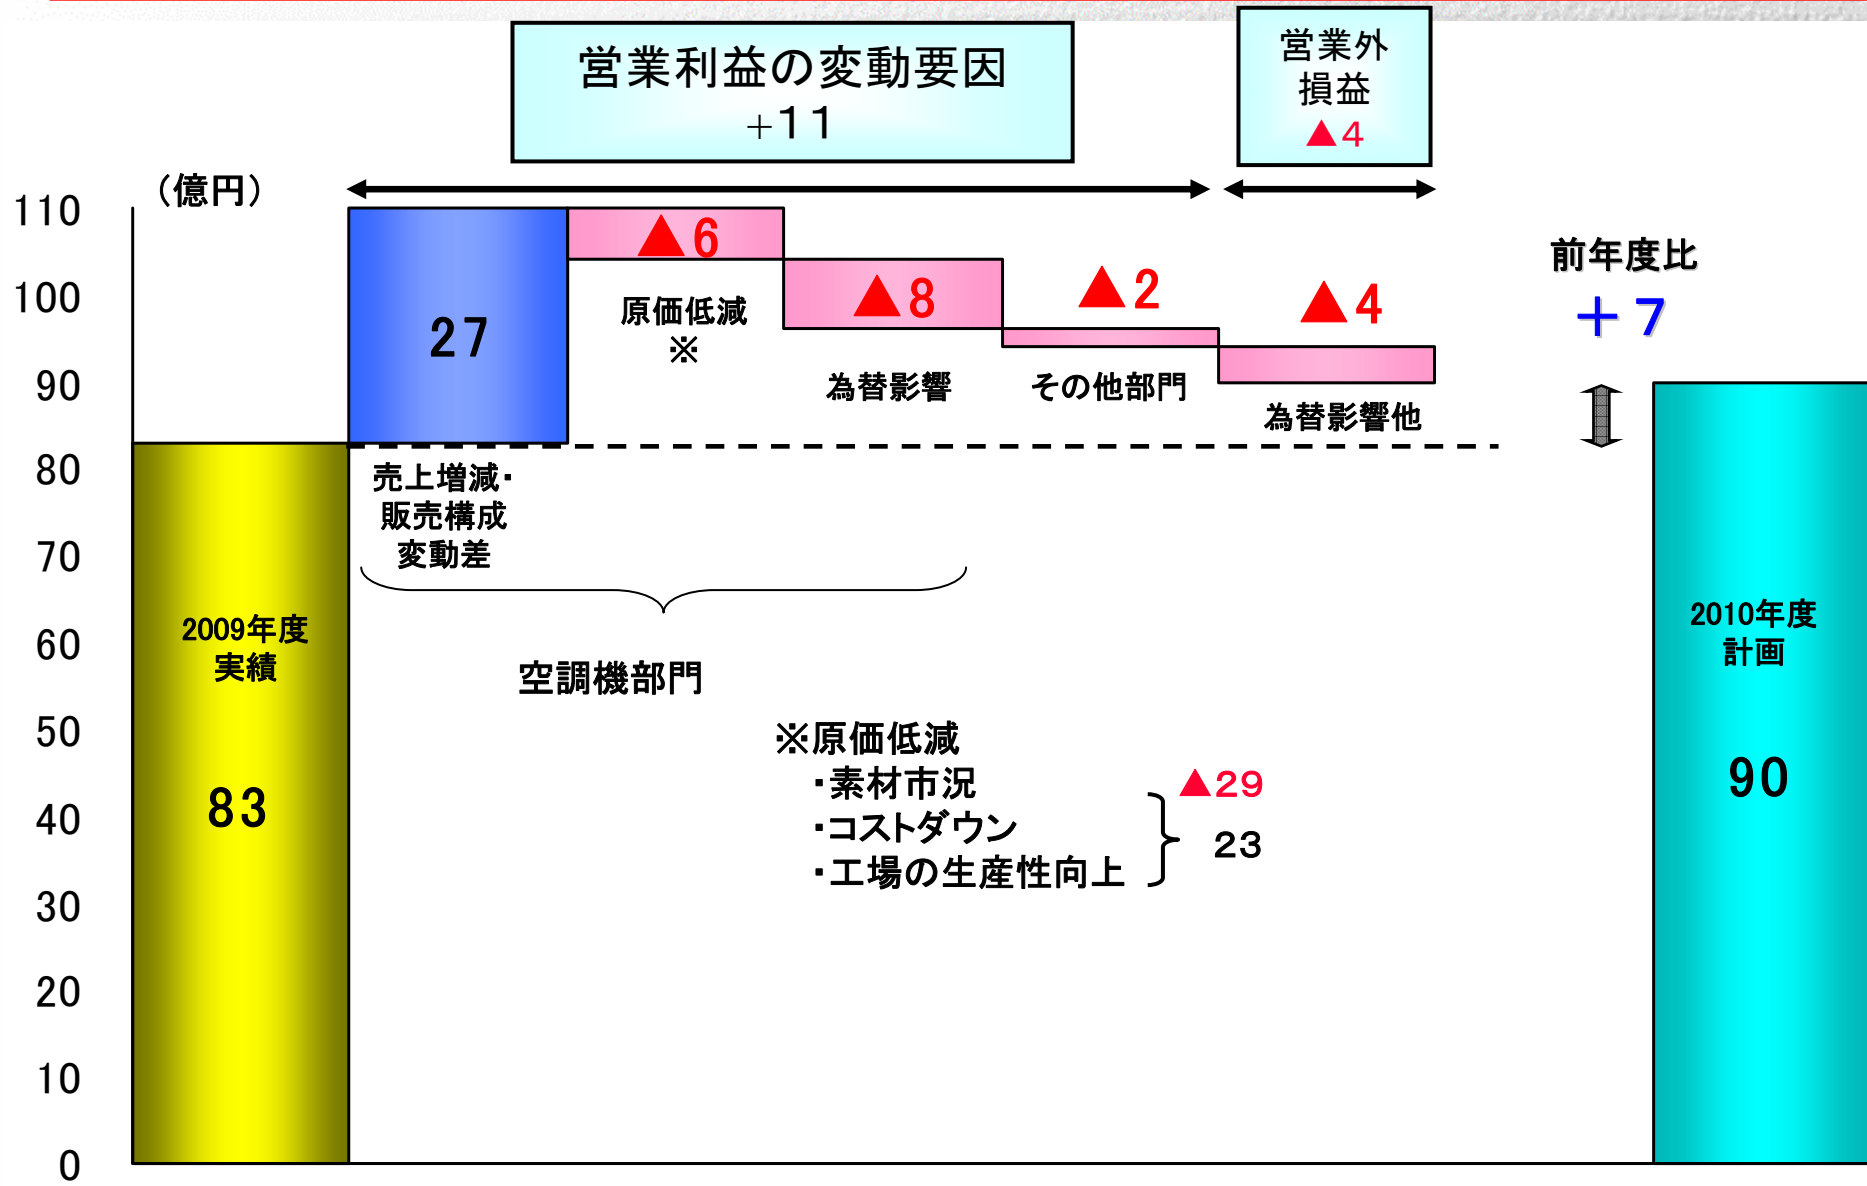 営業利益の変動要因
+11
営業外
損益
▲4
（億円）
110
100
90
80
70
60
50
40
30
20
10
0
27
▲6
▲8
▲2
▲4
原価低減
※
為替影響
その他部門
為替影響他
前年度比
＋7
売上増減・
販売構成
変動差
空調機部門
2009年度
実績
83
※原価低減
・素材市況
▲29
・コストダウン
23
・工場の生産性向上
2010年度
計画
90